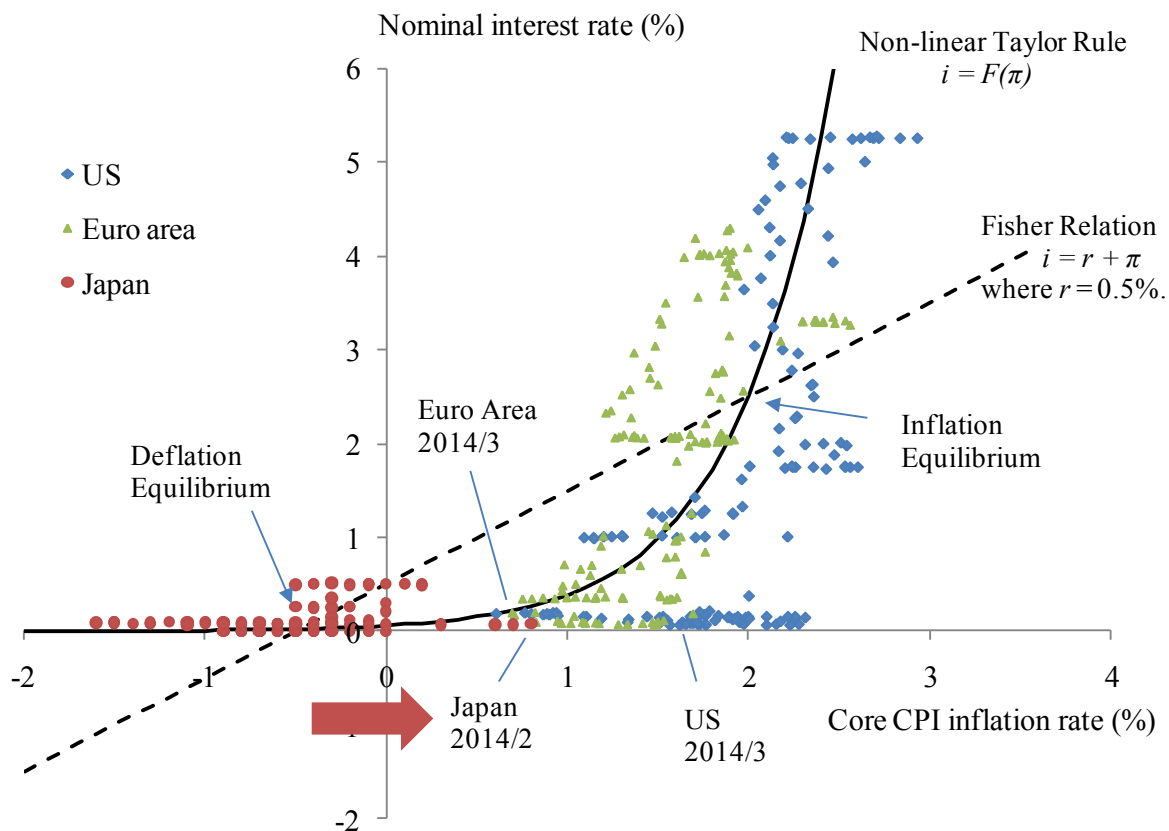 Nominal interest rate (%)
Non-linear Taylor Rule
i = F(π)
6
5
4
3
2
1
0
-1
-2
US
Euro area
Japan
Fisher Relation
i = r + π
where r = 0.5%.
Euro Area
2014/3
Deflation
Equilibrium
Inflation
Equilibrium
-2
-1
0
1
2
3
4
Japan
2014/2
US
2014/3
Core CPI inflation rate (%)